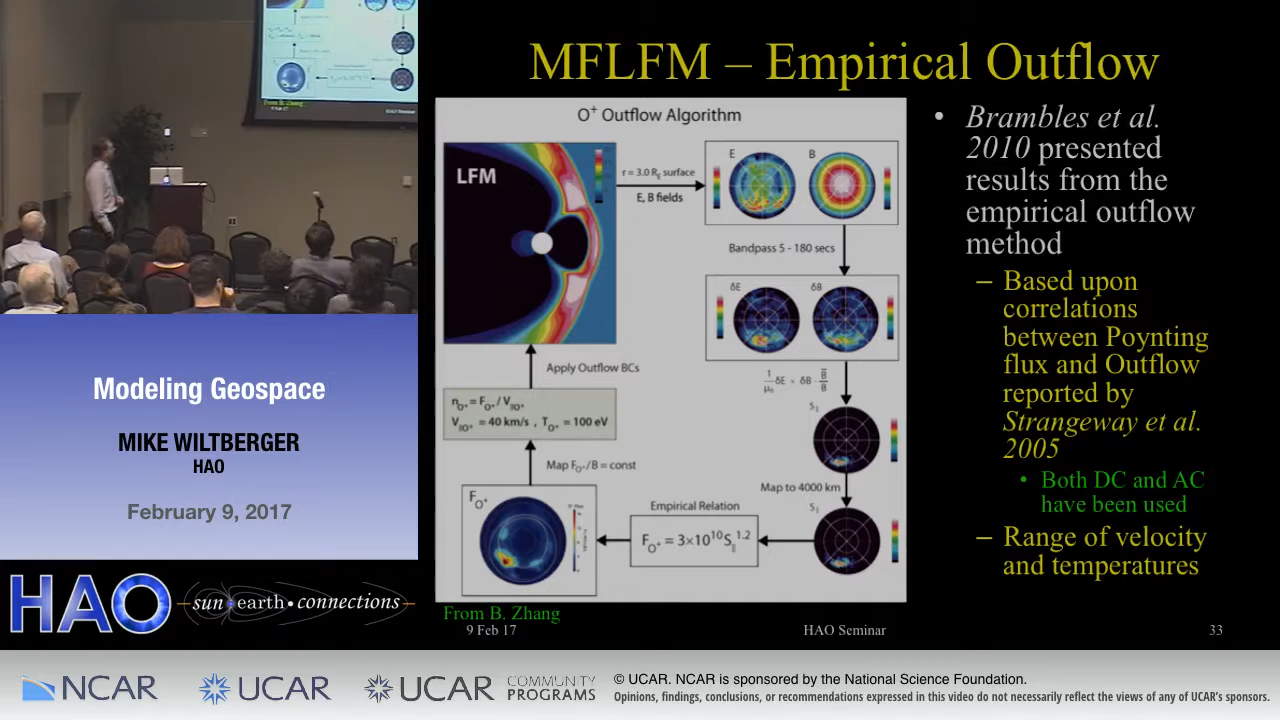 MFLFM – Empirical Outflow
O+ Outflow Algorithm
LFM
r = 3.0 RE surface
E, B fields
E
B
Bandpass 5 - 180 secs
δE
δB
1/μ0 δE × δB · B/B
S||
Map to 4000 km
S||
Empirical Relation
FO+ = 3×10^10 S||^1.2
FO+
Map FO+/B = const
nO+ = FO+ / V||O+
V||O+ = 40 km/s , TO+ = 100 eV
Apply Outflow BCs
From B. Zhang
• Brambles et al.
2010 presented
results from the
empirical outflow
method
– Based upon
correlations
between Poynting
flux and Outflow
reported by
Strangeway et al.
2005
• Both DC and AC
have been used
– Range of velocity
and temperatures
9 Feb 17
HAO Seminar
33
Modeling Geospace
MIKE WILTBERGER
HAO
February 9, 2017
HAO
sun • earth • connections
NCAR
UCAR
UCAR
COMMUNITY
PROGRAMS
© UCAR. NCAR is sponsored by the National Science Foundation.
Opinions, findings, conclusions, or recommendations expressed in this video do not necessarily reflect the views of any of UCAR's sponsors.